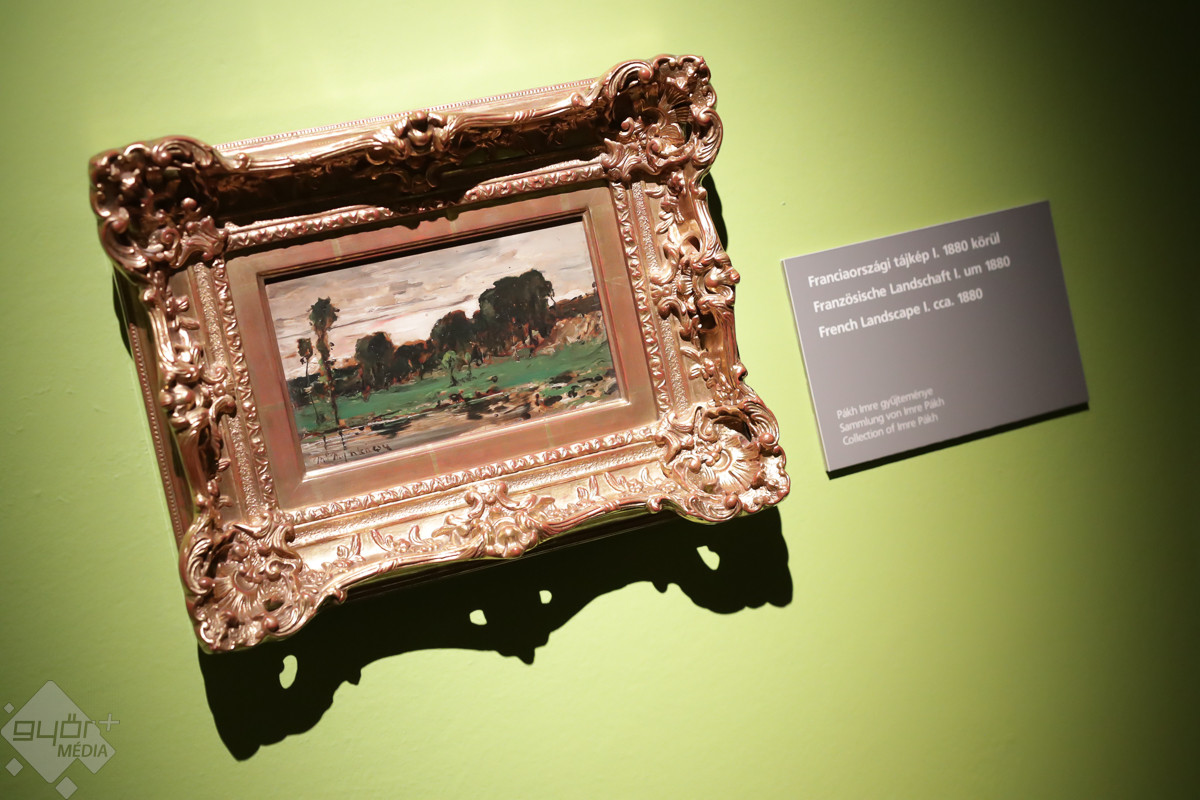 Franciaországi tájkép I. 1880 körül
Französische Landschaft I. um 1880
French Landscape I. cca. 1880
Pákh Imre gyűjteménye
Sammlung von Imre Pákh
Collection of Imre Pákh
győr+
MÉDIA